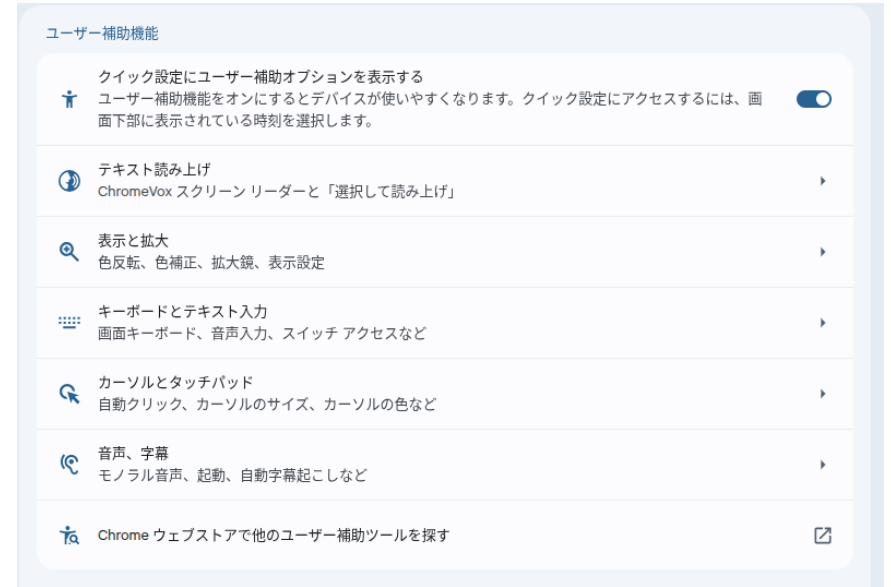 ユーザー補助機能
クイック設定にユーザー補助オプションを表示する
ユーザー補助機能をオンにするとデバイスが使いやすくなります。クイック設定にアクセスするには、画
面下部に表示されている時刻を選択します。
テキスト読み上げ
ChromeVox スクリーン リーダーと「選択して読み上げ」
表示と拡大
色反転、色補正、拡大鏡、表示設定
キーボードとテキスト入力
画面キーボード、音声入力、スイッチ アクセスなど
カーソルとタッチパッド
自動クリック、カーソルのサイズ、カーソルの色など
音声、字幕
モノラル音声、起動、自動字幕起こしなど
Chrome ウェブストアで他のユーザー補助ツールを探す